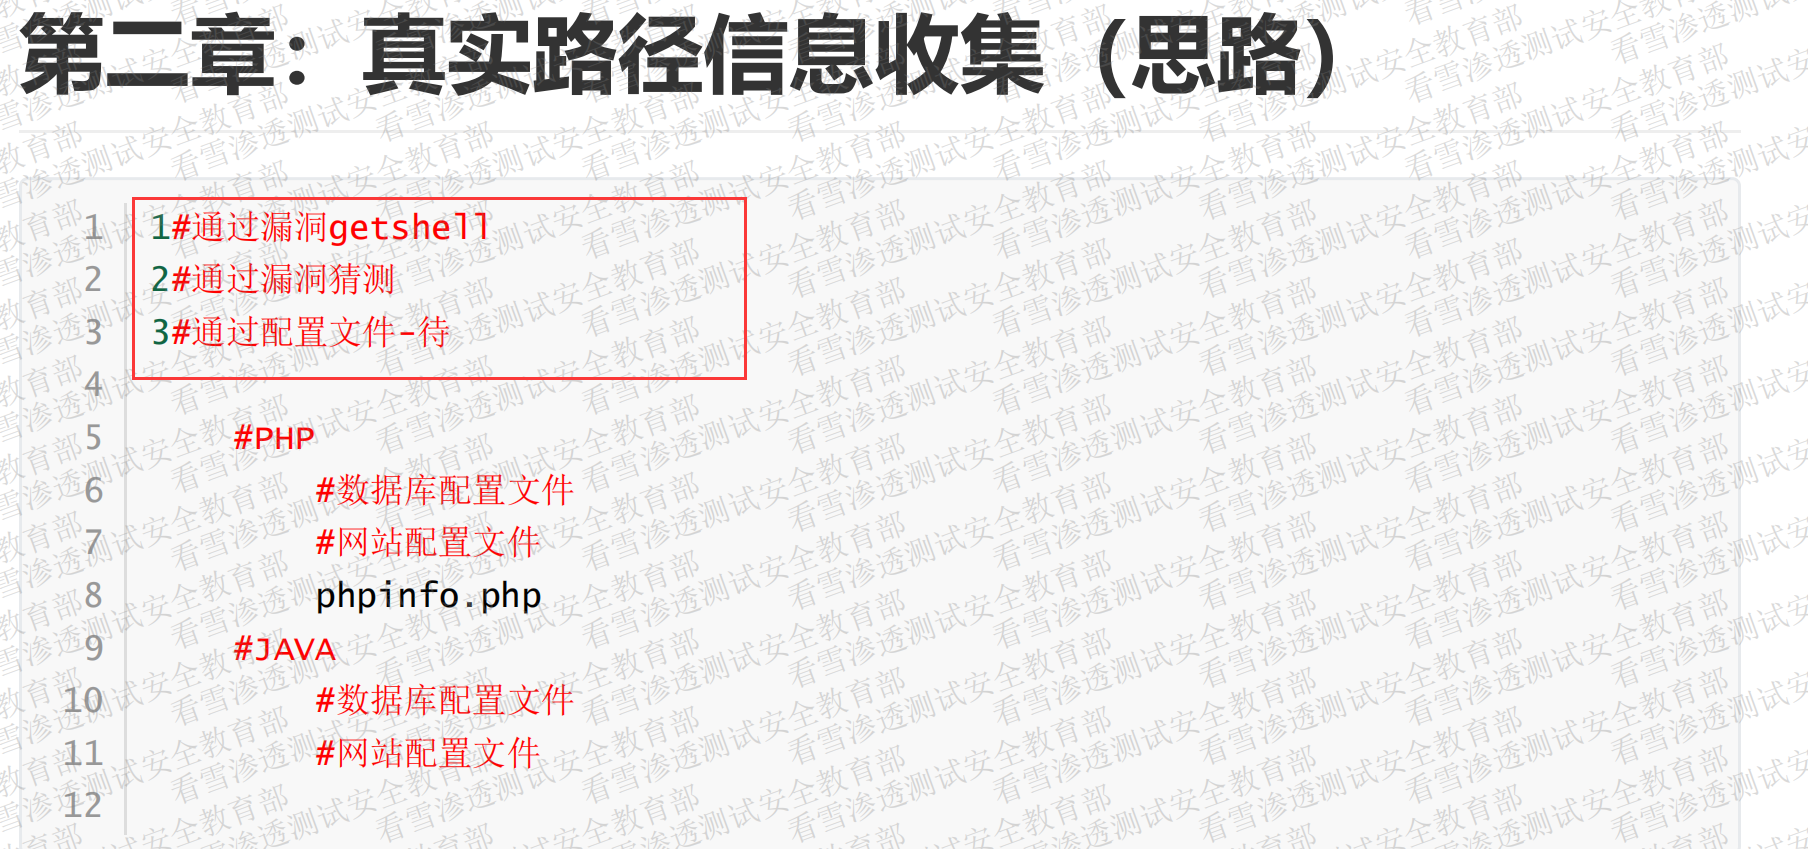 第二章：真实路径信息收集（思路）
1 1#通过漏洞getshell
2 2#通过漏洞猜测
3 3#通过配置文件-待
4
5 #PHP
6 #数据库配置文件
7 #网站配置文件
8 phpinfo.php
9 #JAVA
10 #数据库配置文件
11 #网站配置文件
12
看雪渗透测试安全教育部